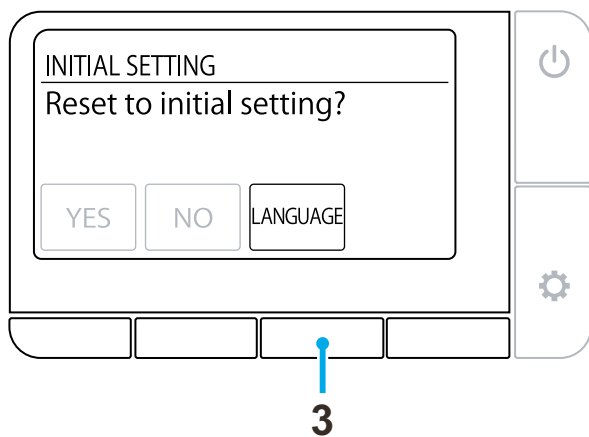 INITIAL SETTING
Reset to initial setting?
YES NO LANGUAGE
3